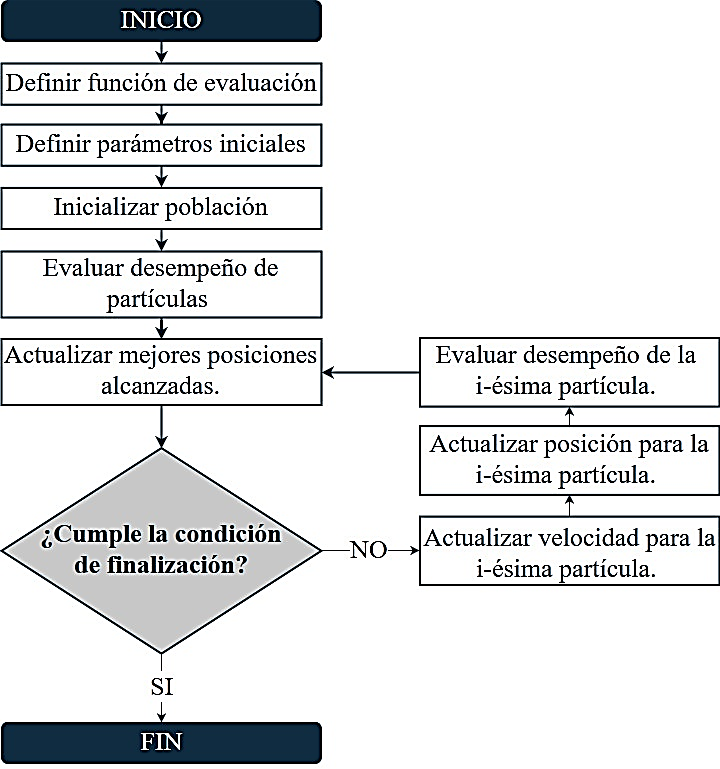 INICIO
Definir función de evaluación
Definir parámetros iniciales
Inicializar población
Evaluar desempeño de
partículas
Actualizar mejores posiciones
alcanzadas.
Evaluar desempeño de la
i-ésima partícula.
Actualizar posición para la
i-ésima partícula.
¿Cumple la condición
de finalización?
NO
Actualizar velocidad para la
i-ésima partícula.
SI
FIN